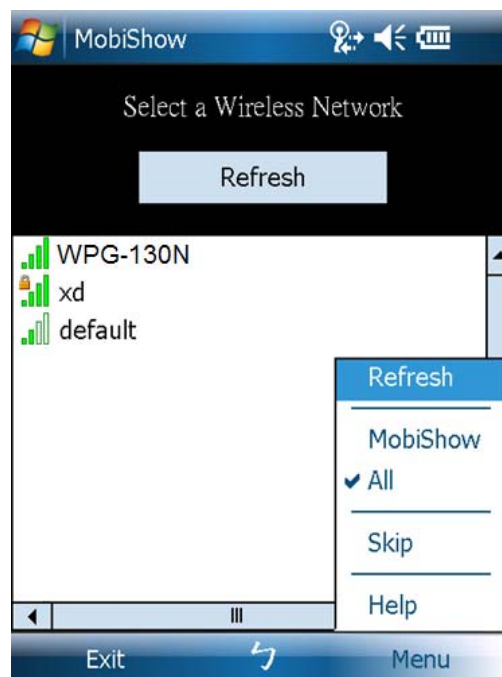 MobiShow
Select a Wireless Network
Refresh
WPG-130N
xd
default
Refresh
MobiShow
All
Skip
Help
Exit ㄅ Menu